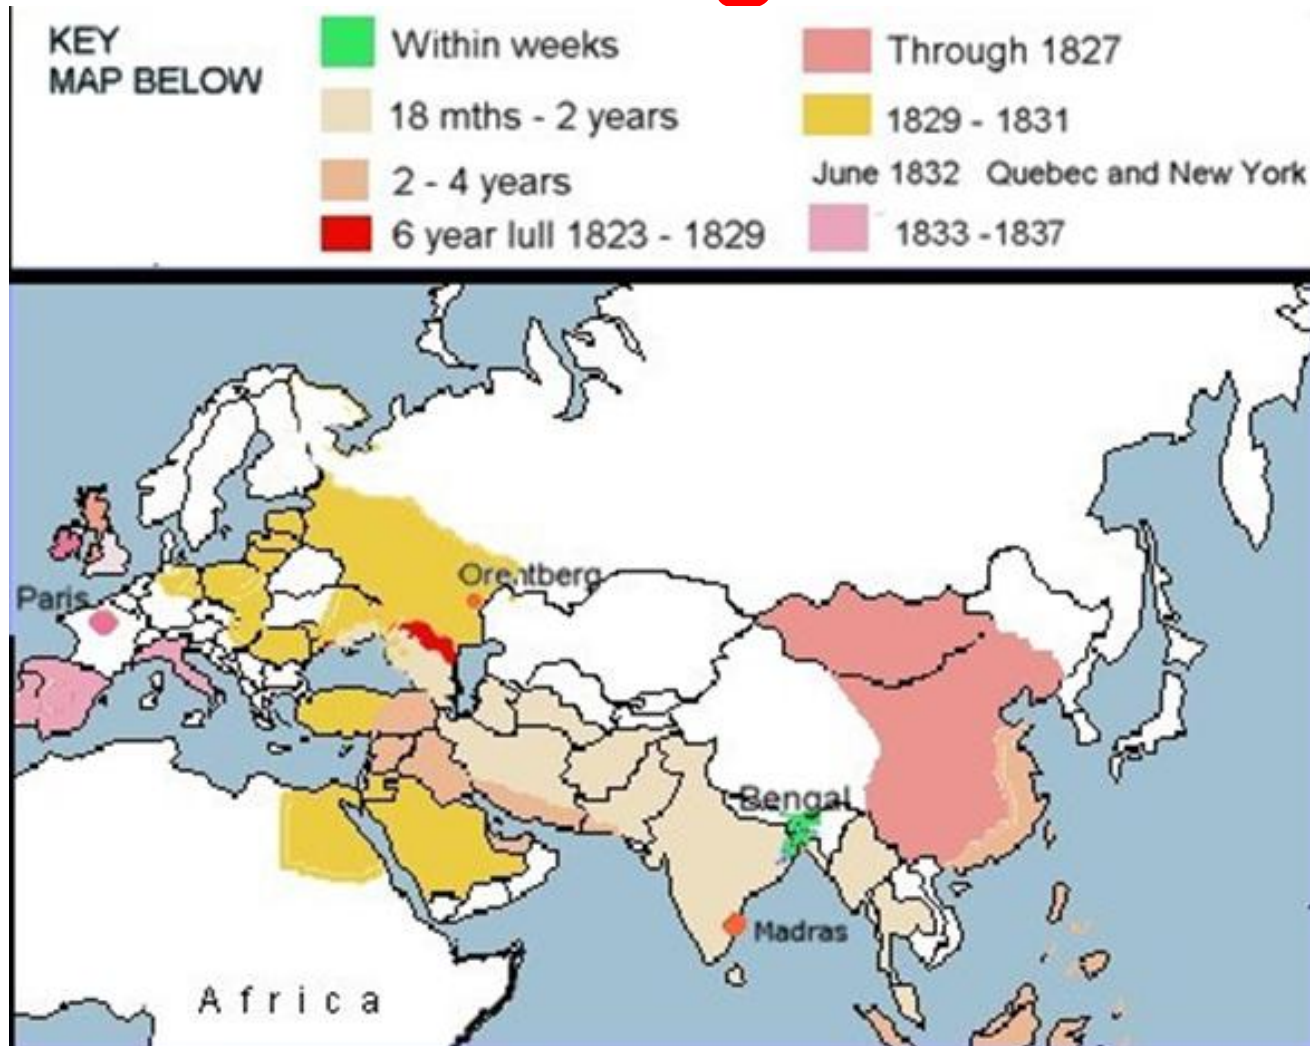 KEY
MAP BELOW
Within weeks
18 mths - 2 years
2 - 4 years
6 year lull 1823 - 1829
Through 1827
1829 - 1831
June 1832 Quebec and New York
1833 -1837
Orentberg
Paris
Bengal
Madras
Africa